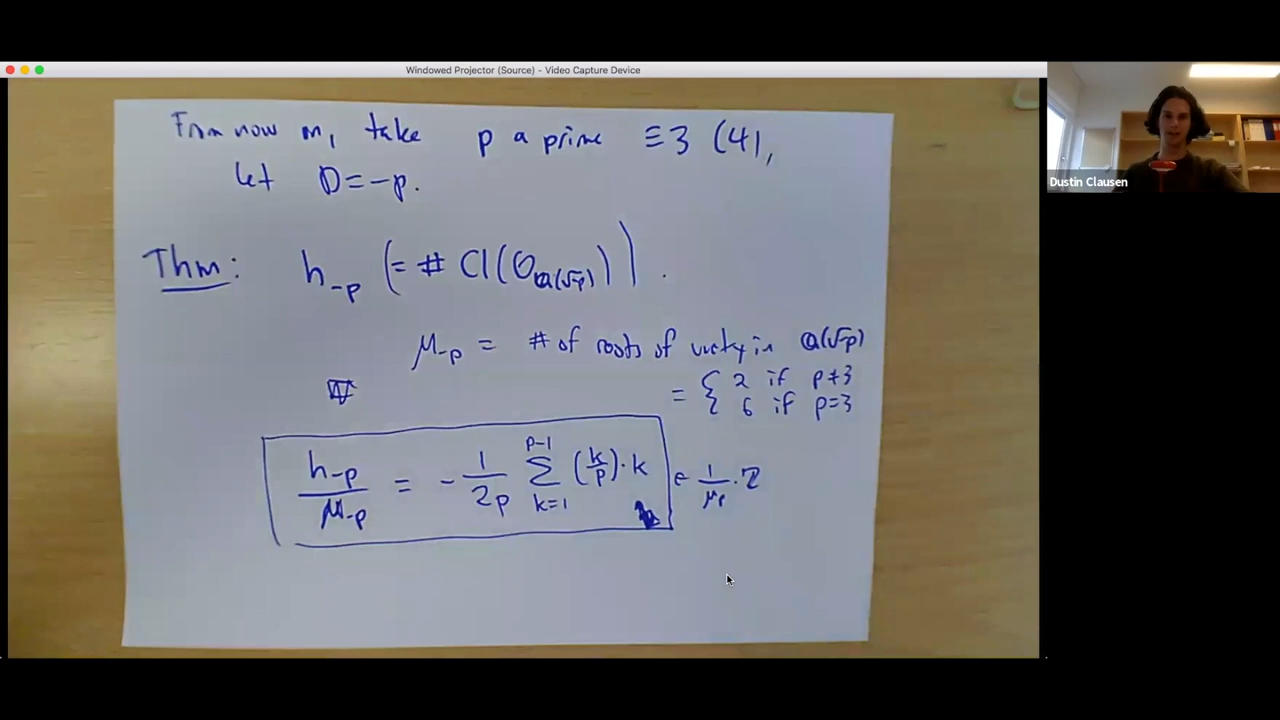 Windowed Projector (Source) - Video Capture Device
From now on, take p a prime ≡ 3 (4),
let D = -p.
Thm: h_{-p} (= # Cl(O_{Q(√-p)})).
μ_{-p} = # of roots of unity in Q(√-p)
= { 2 if p≠3
6 if p=3
h_{-p}/μ_{-p} = -1/2p ∑_{k=1}^{p-1} (k/p)·k ∈ 1/μ_p · Z
Dustin Clausen